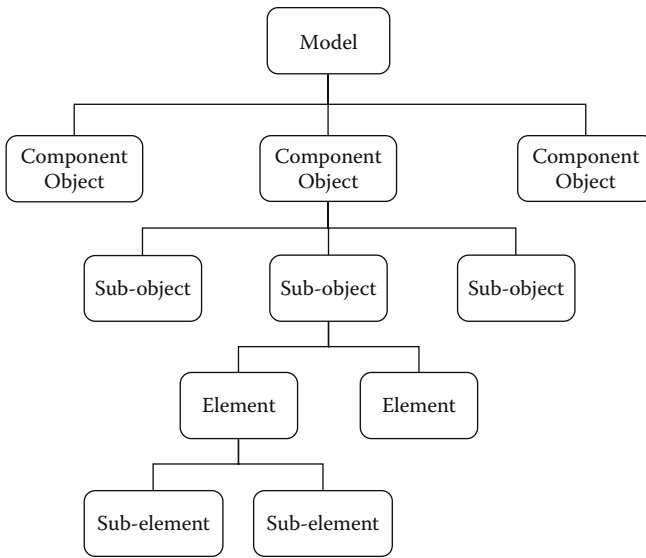 Model
Component
Object
Component
Object
Component
Object
Sub-object
Sub-object
Sub-object
Element
Element
Sub-element
Sub-element